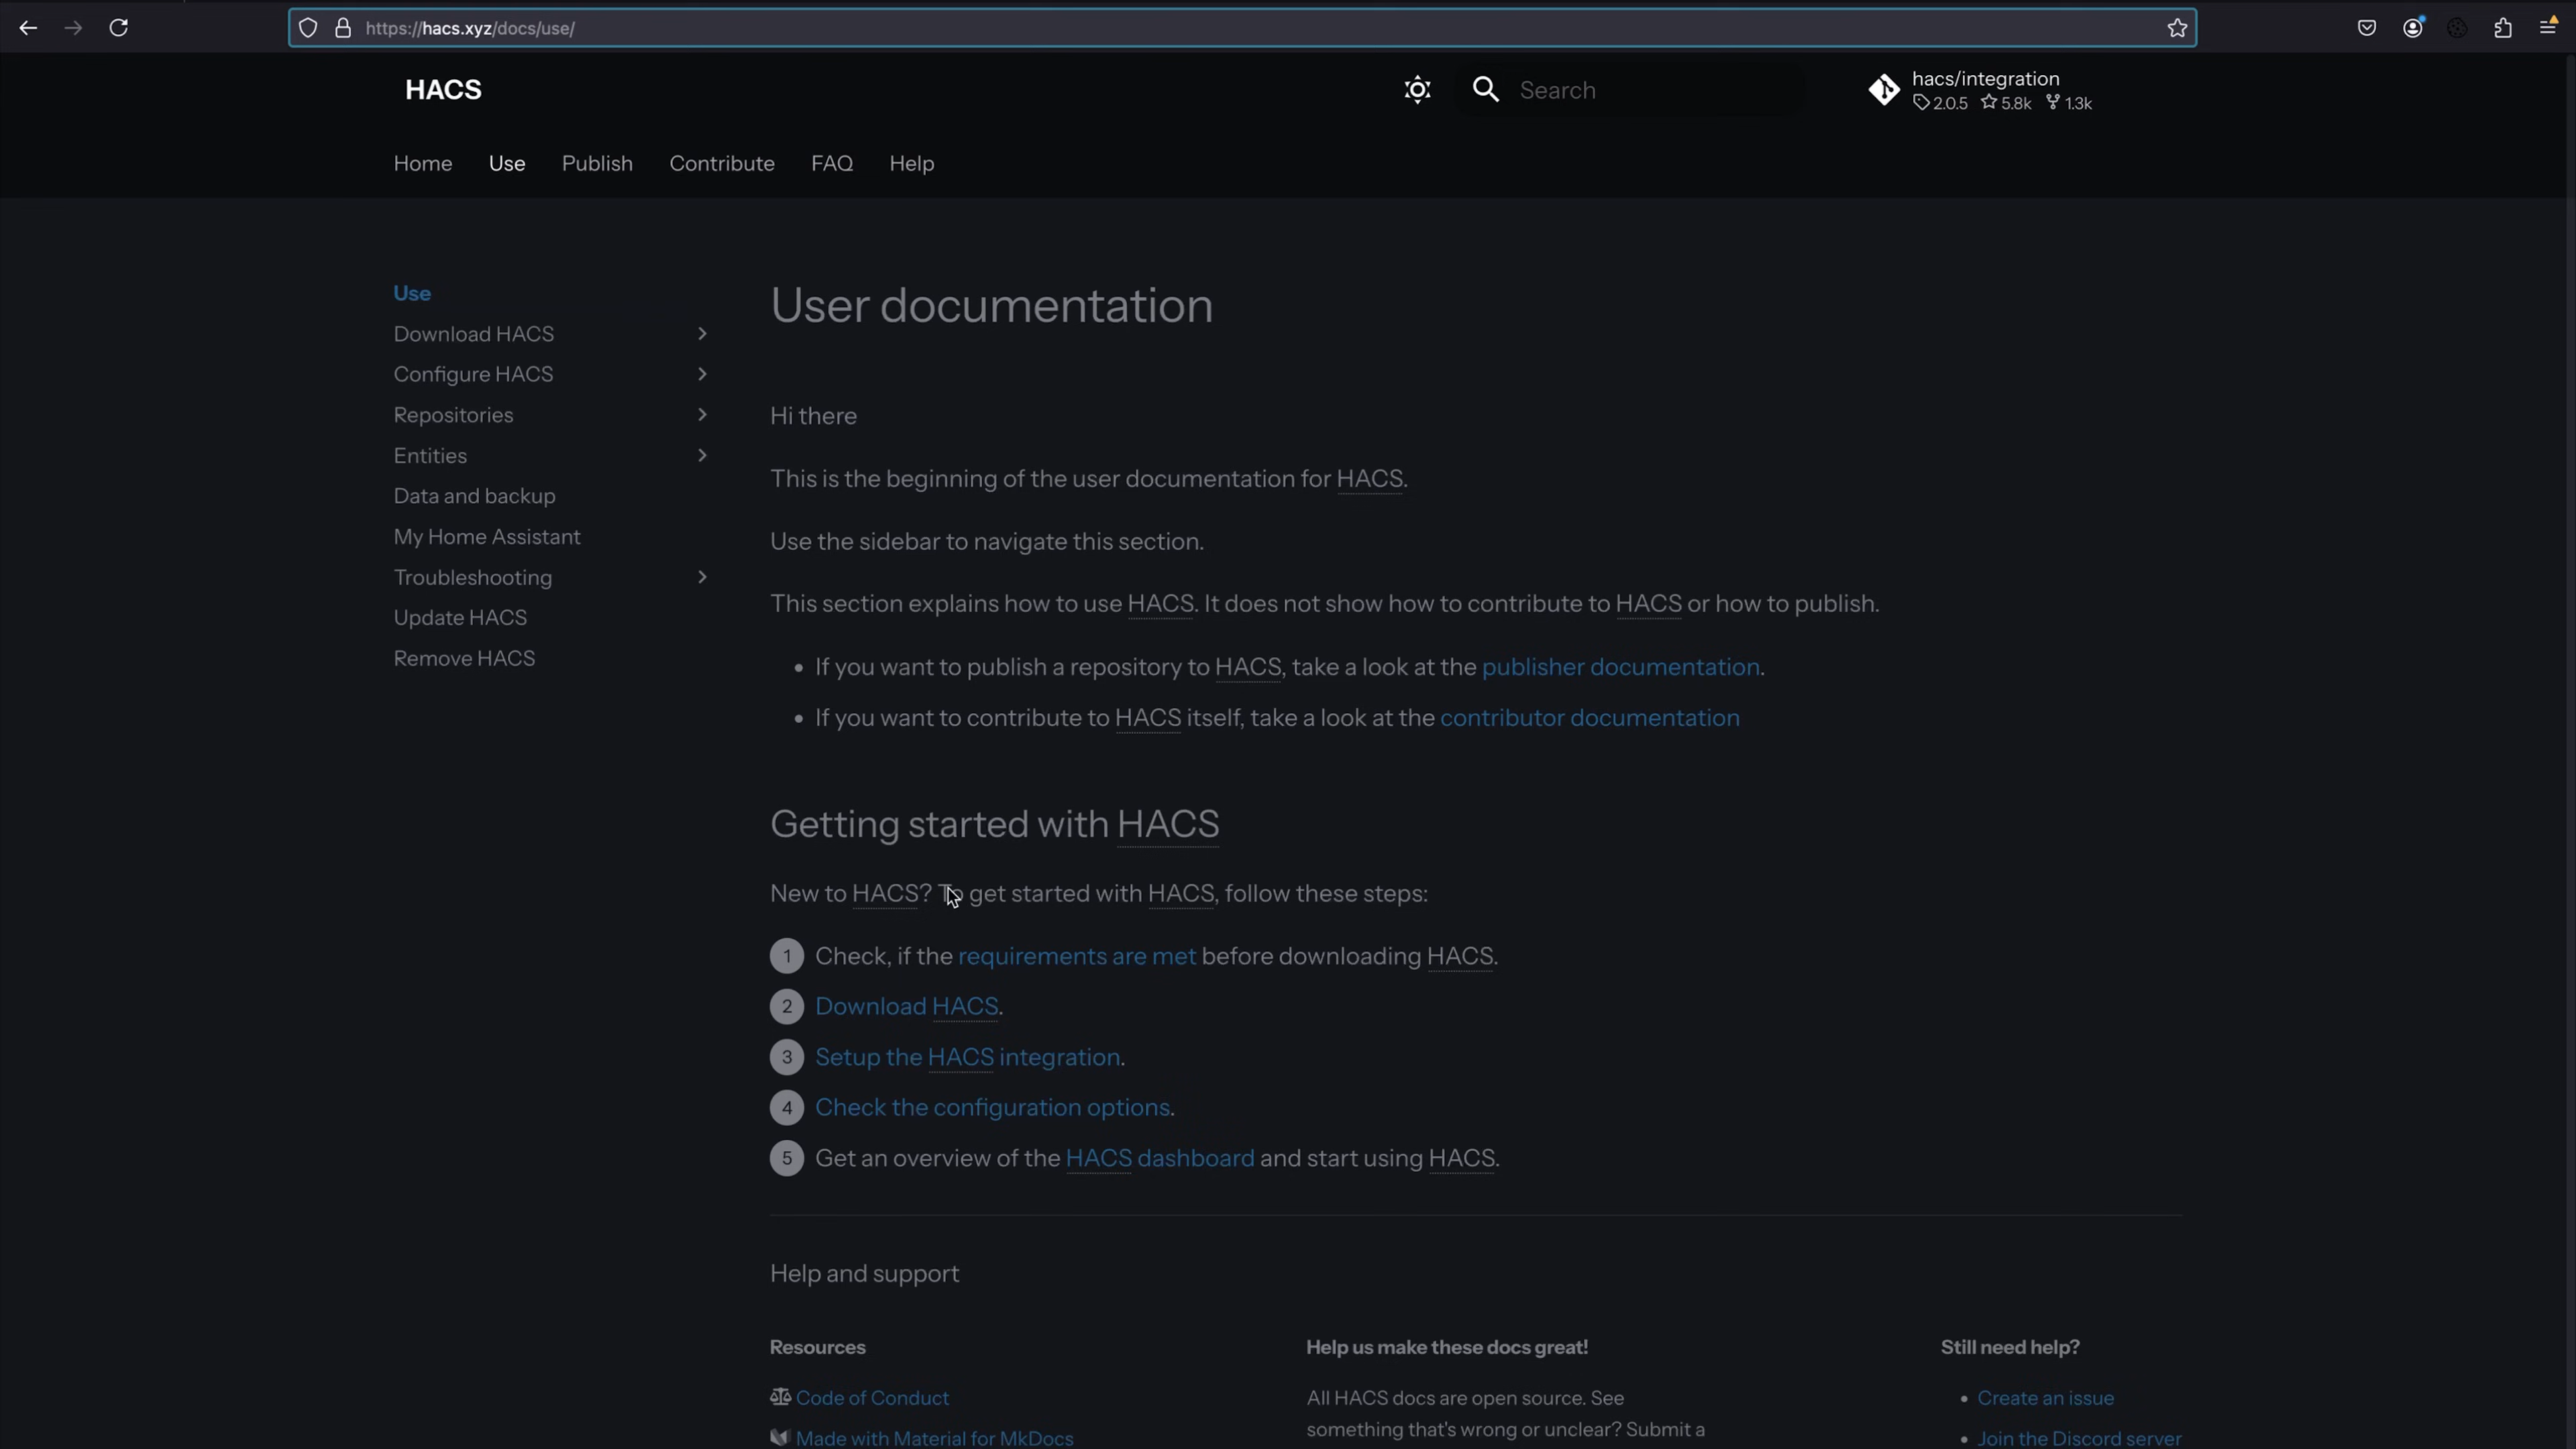 https://hacs.xyz/docs/use/
HACS
Search
hacs/integration
2.0.5 5.8k 1.3k
Home Use Publish Contribute FAQ Help
Use
Download HACS
Configure HACS
Repositories
Entities
Data and backup
My Home Assistant
Troubleshooting
Update HACS
Remove HACS
User documentation
Hi there
This is the beginning of the user documentation for HACS.
Use the sidebar to navigate this section.
This section explains how to use HACS. It does not show how to contribute to HACS or how to publish.
• If you want to publish a repository to HACS, take a look at the publisher documentation.
• If you want to contribute to HACS itself, take a look at the contributor documentation
Getting started with HACS
New to HACS? To get started with HACS, follow these steps:
1 Check, if the requirements are met before downloading HACS.
2 Download HACS.
3 Setup the HACS integration.
4 Check the configuration options.
5 Get an overview of the HACS dashboard and start using HACS.
Help and support
Resources
Code of Conduct
Made with Material for MkDocs
Help us make these docs great!
All HACS docs are open source. See
something that's wrong or unclear? Submit a
Still need help?
• Create an issue
• Join the Discord server